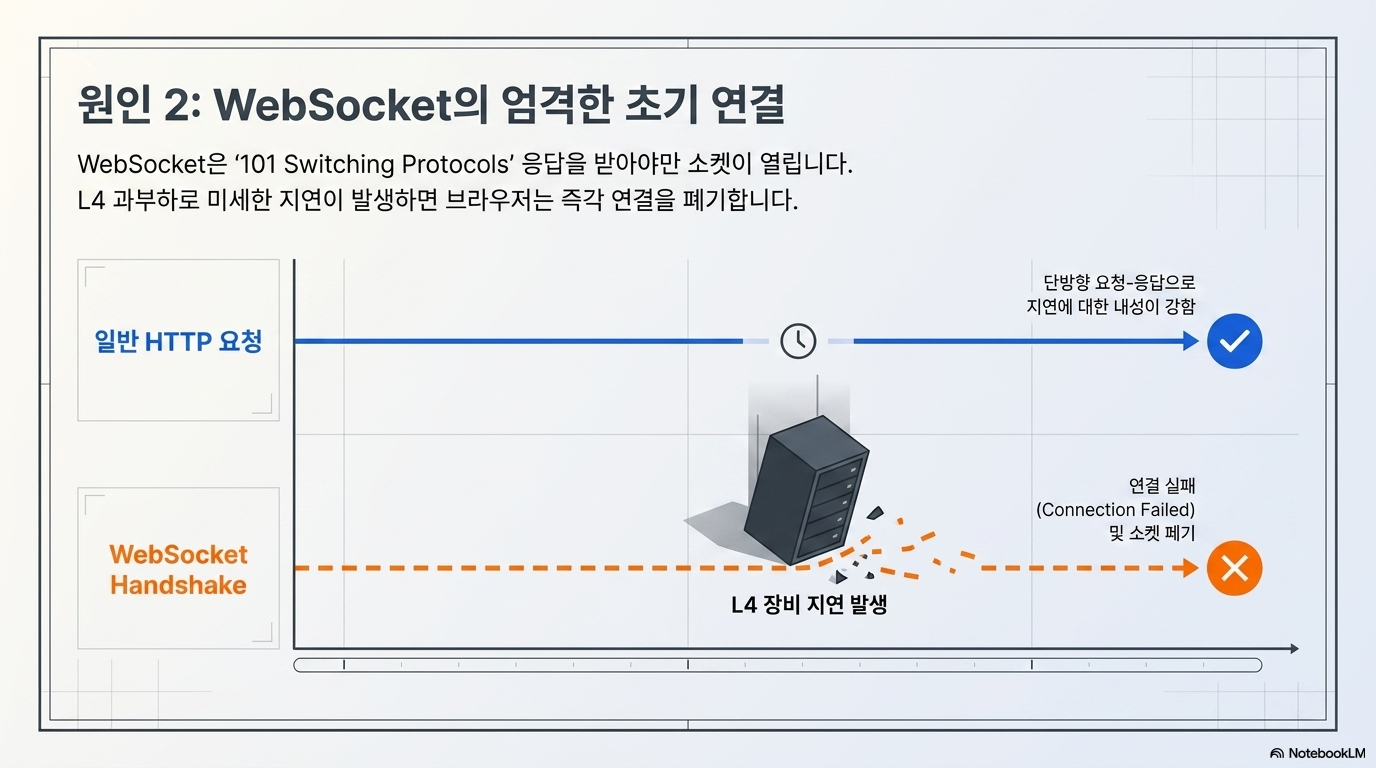 원인 2: WebSocket의 엄격한 초기 연결
WebSocket은 ‘101 Switching Protocols’ 응답을 받아야만 소켓이 열립니다.
L4 과부하로 미세한 지연이 발생하면 브라우저는 즉각 연결을 폐기합니다.
일반 HTTP 요청
단방향 요청-응답으로
지연에 대한 내성이 강함
WebSocket
Handshake
연결 실패
(Connection Failed)
및 소켓 폐기
L4 장비 지연 발생
NotebookLM